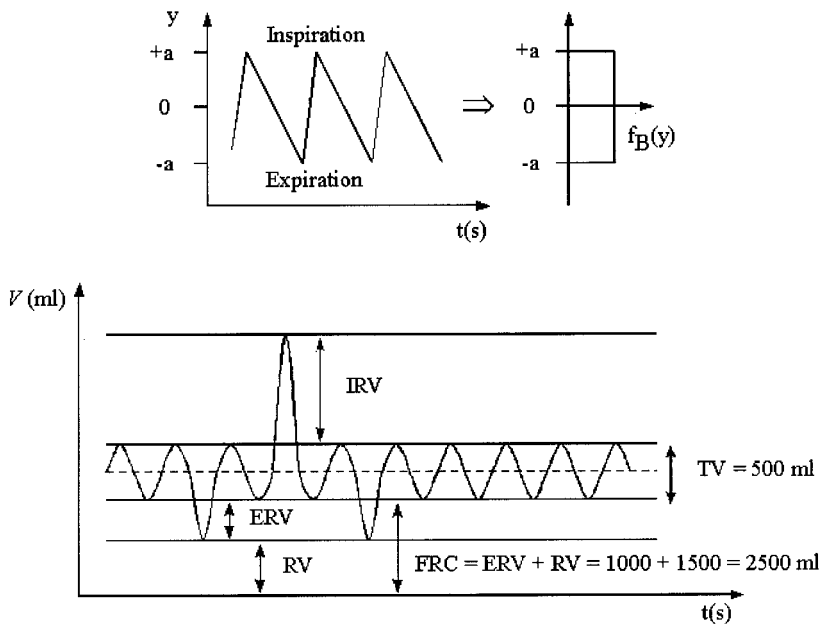 y
+a
0
-a
Inspiration
Expiration
t(s)
⇒
+a
0
-a
f_B(y)
V (ml)
IRV
TV = 500 ml
ERV
RV
FRC = ERV + RV = 1000 + 1500 = 2500 ml
t(s)